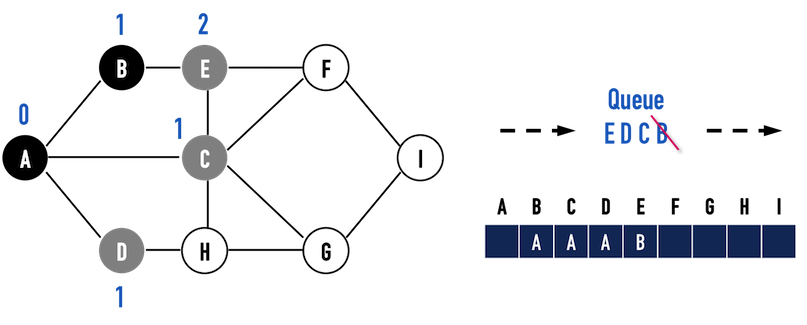 1 2
B E F
0
1
A C I
D H G
1
Queue
E D C B
A B C D E F G H I
A A A B